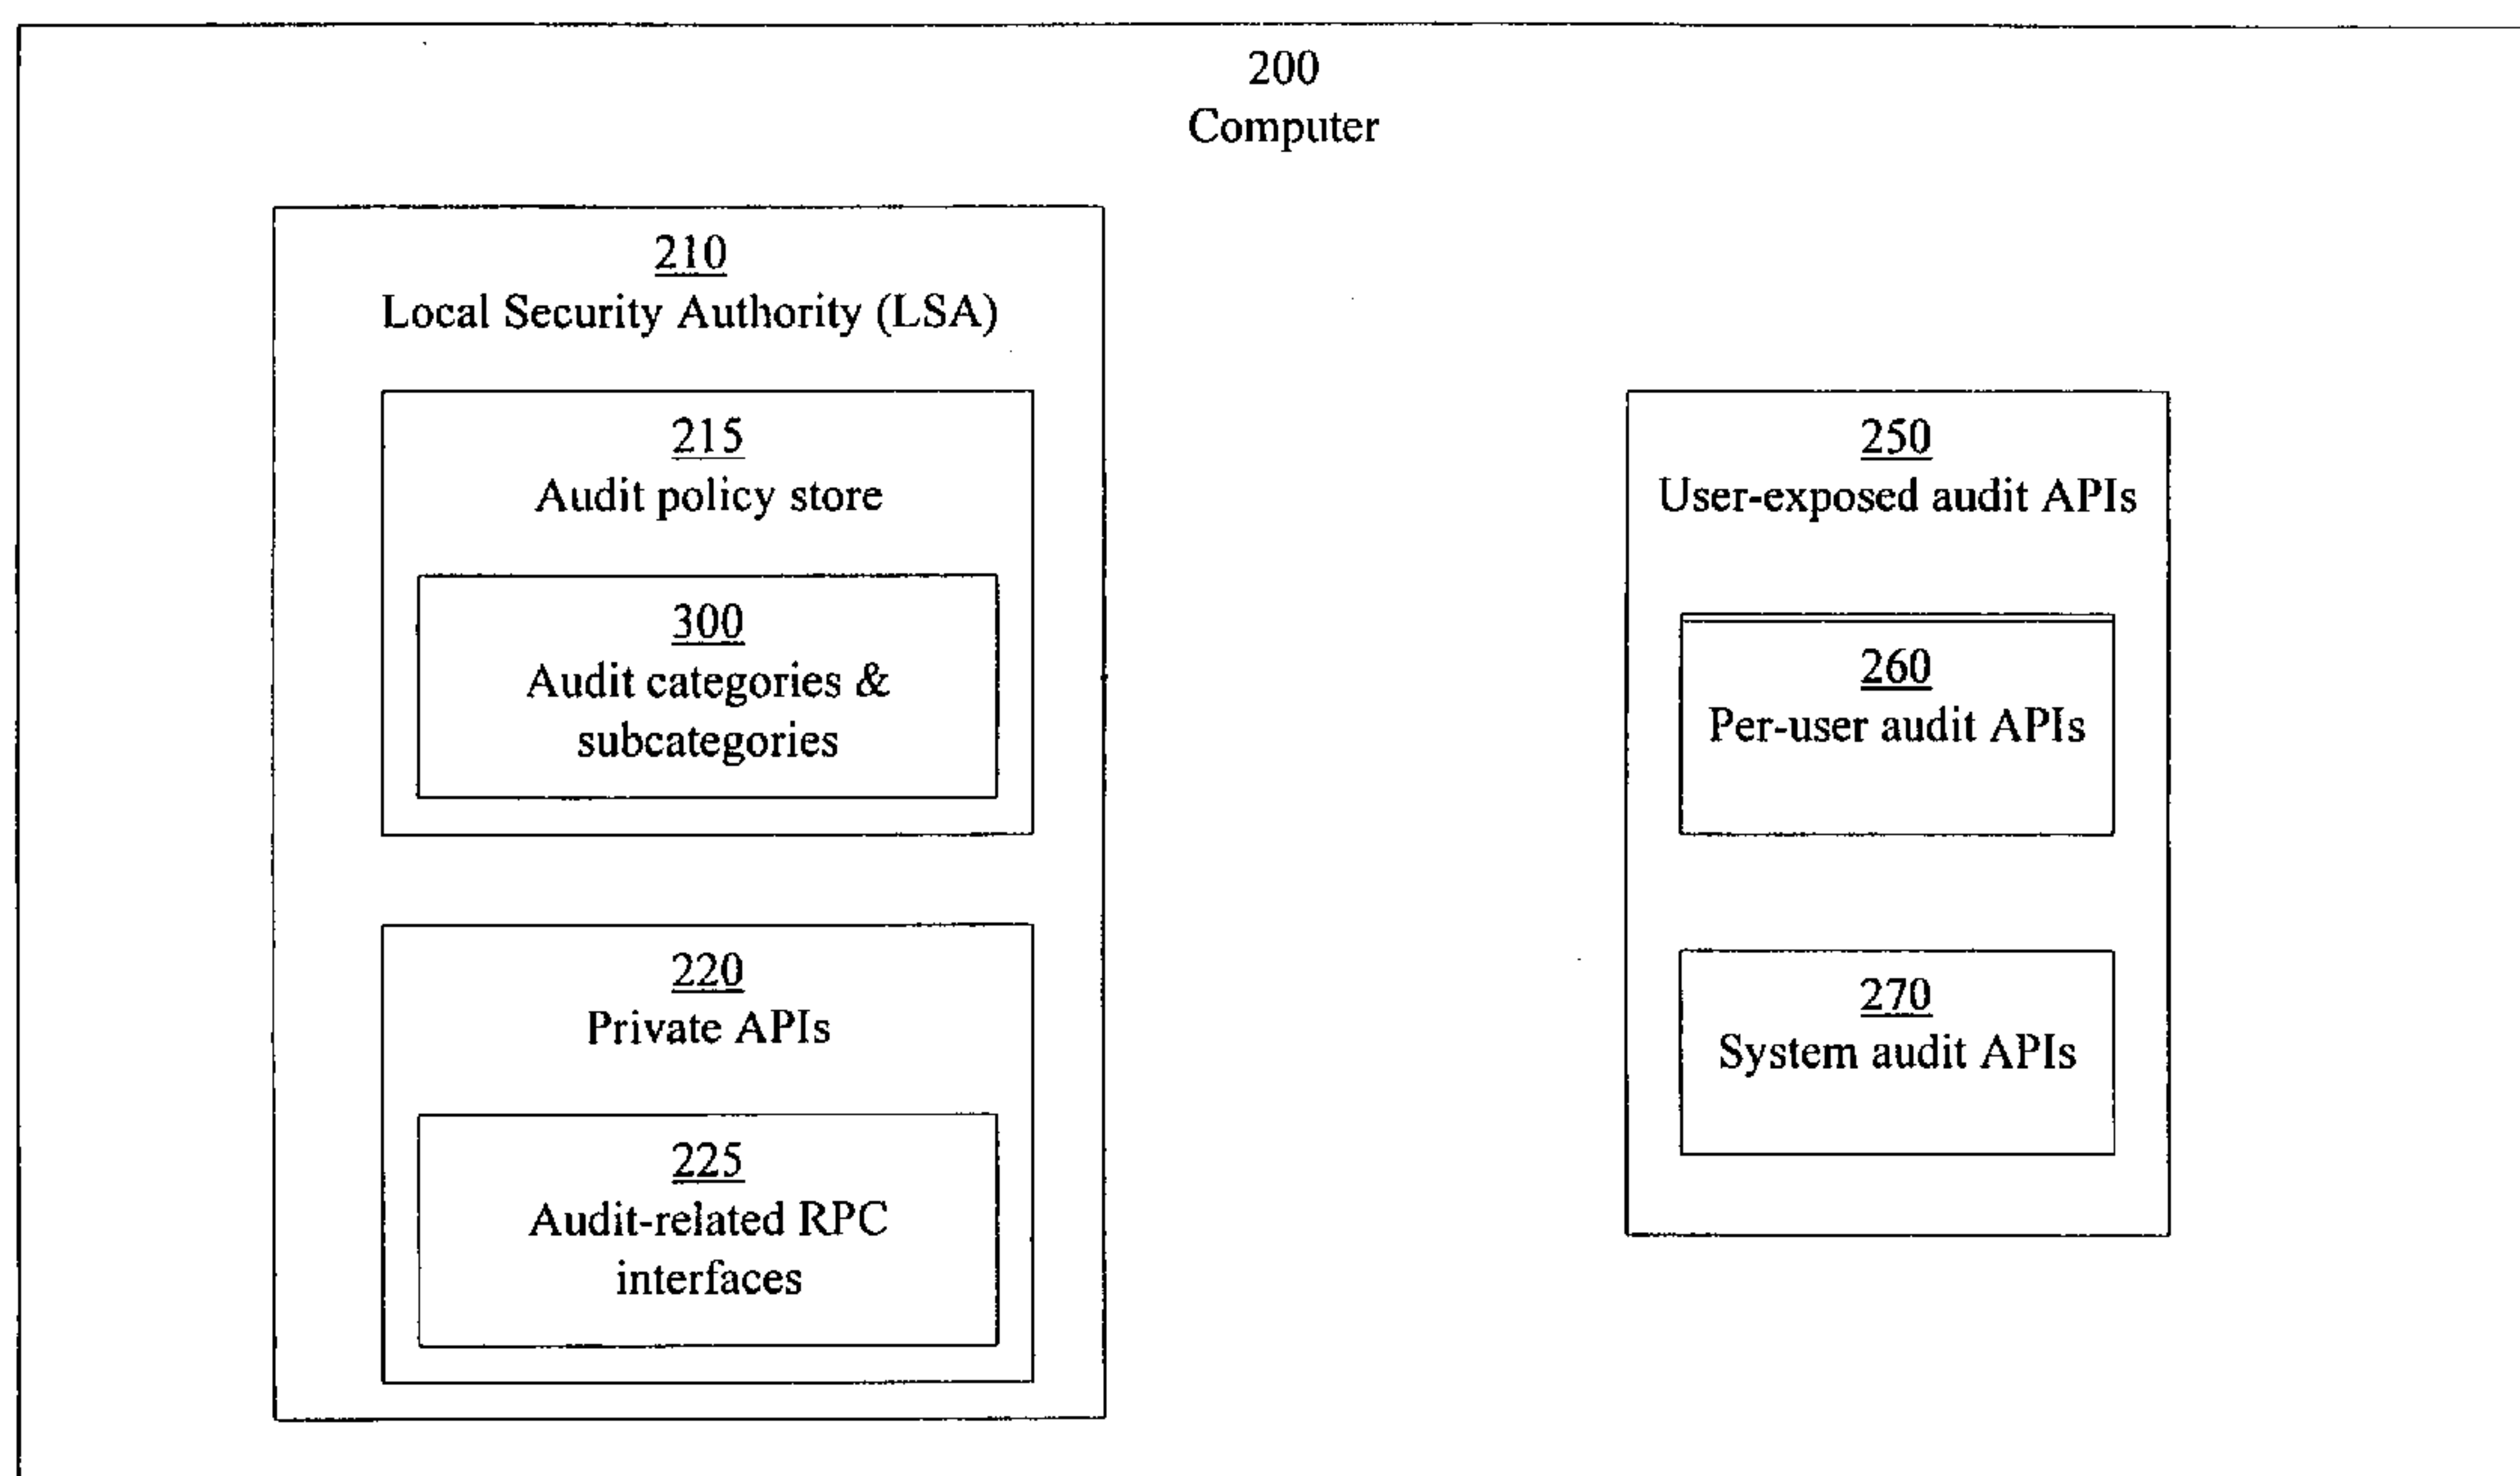 200
Computer
210
Local Security Authority (LSA)
215
Audit policy store
300
Audit categories &
subcategories
220
Private APIs
225
Audit-related RPC
interfaces
250
User-exposed audit APIs
260
Per-user audit APIs
270
System audit APIs